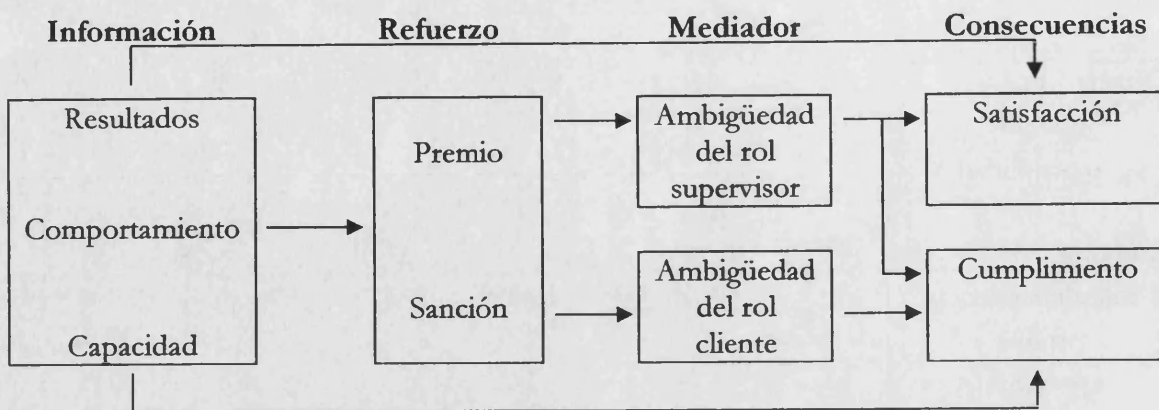 Información Refuerzo Mediador Consecuencias
Resultados
Comportamiento
Capacidad
Premio
Sanción
Ambigüedad
del rol
supervisor
Ambigüedad
del rol
cliente
Satisfacción
Cumplimiento